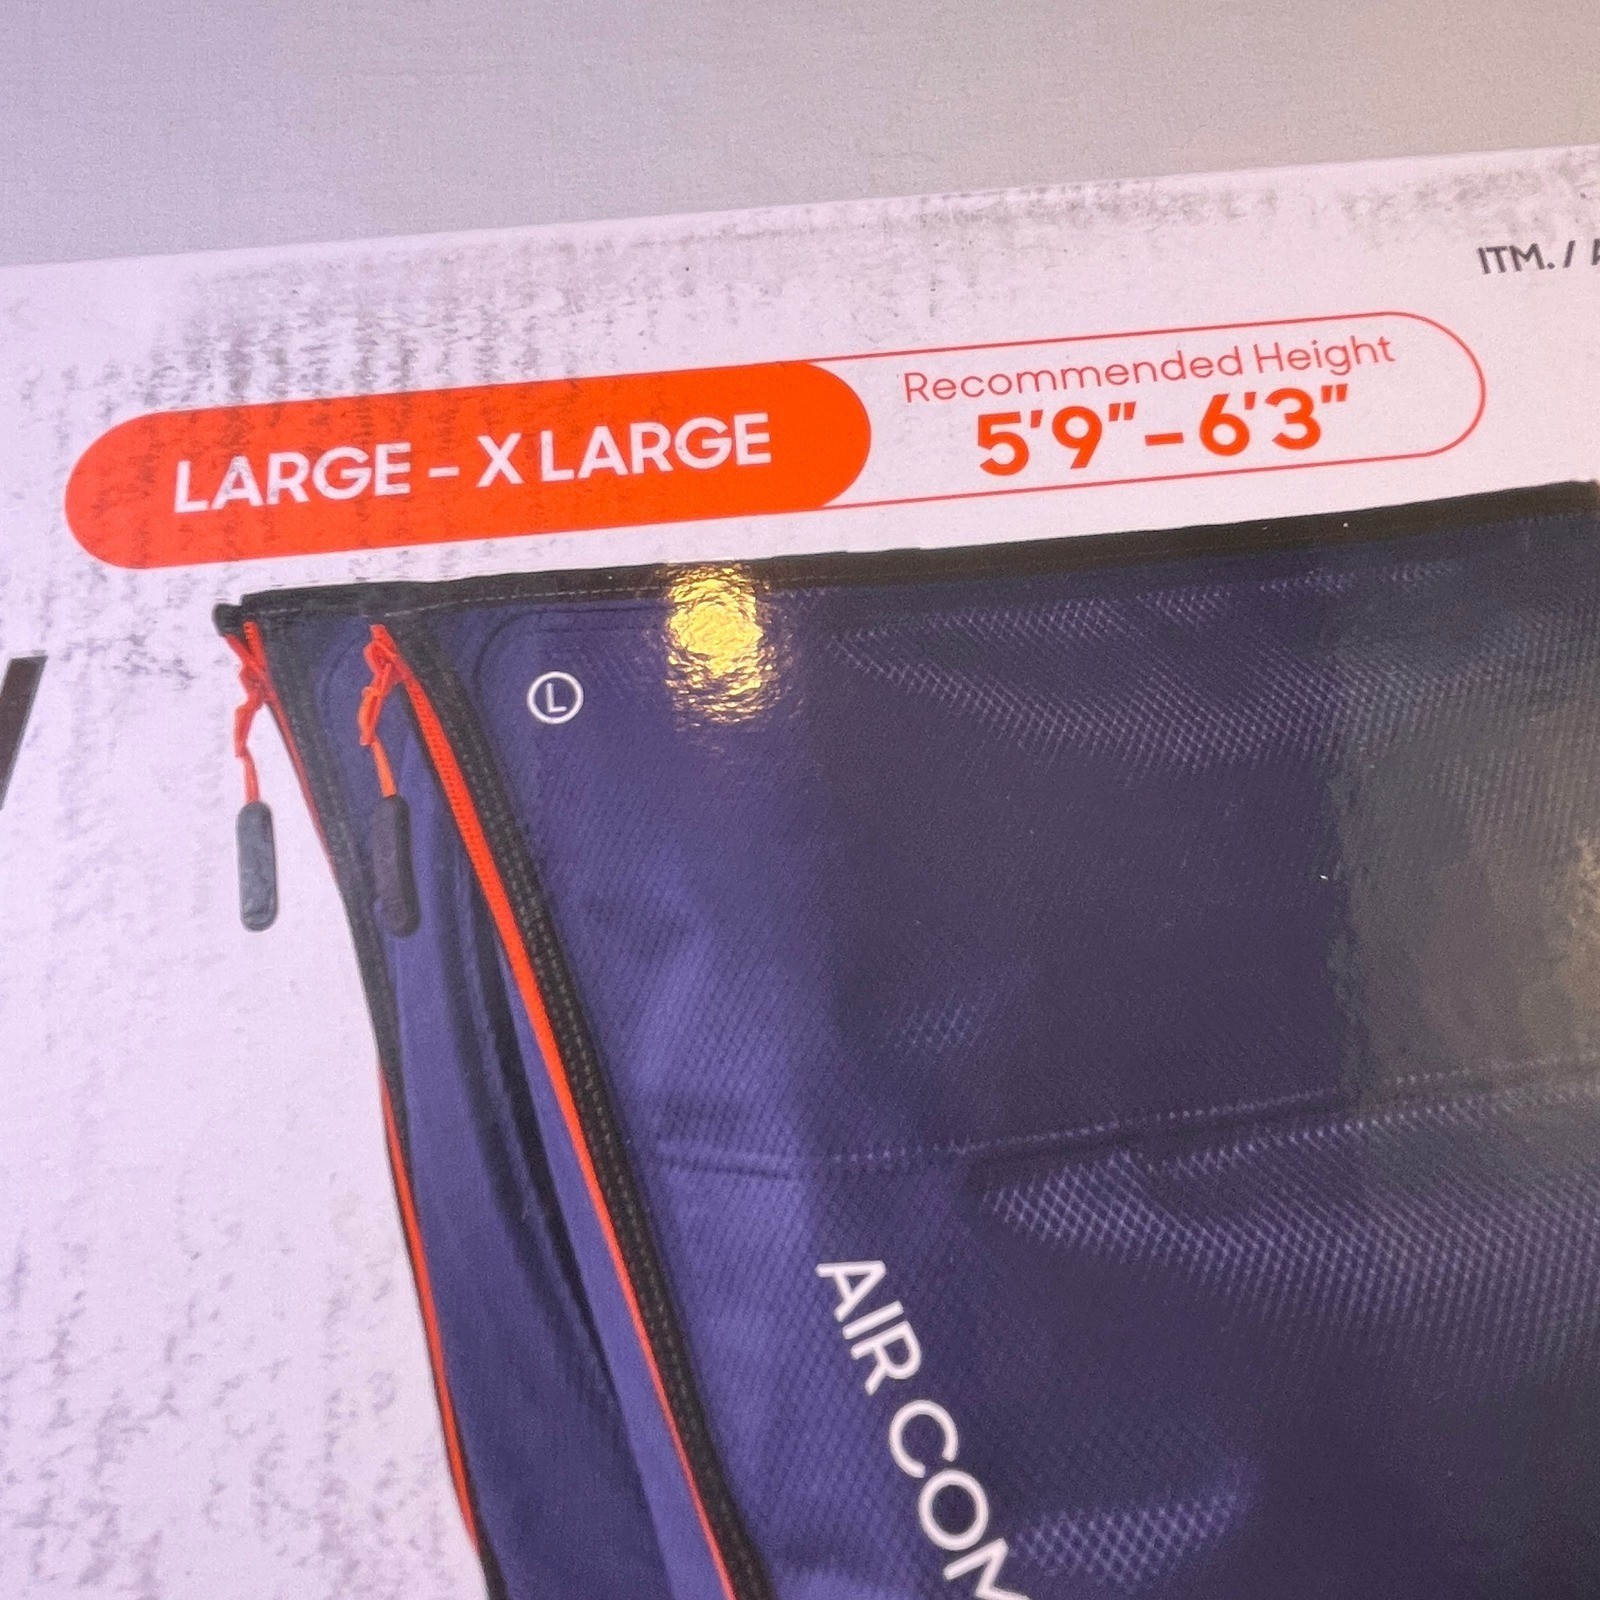 ITM. /
LARGE – X LARGE
Recommended Height
5'9" – 6'3"
L
AIR COM